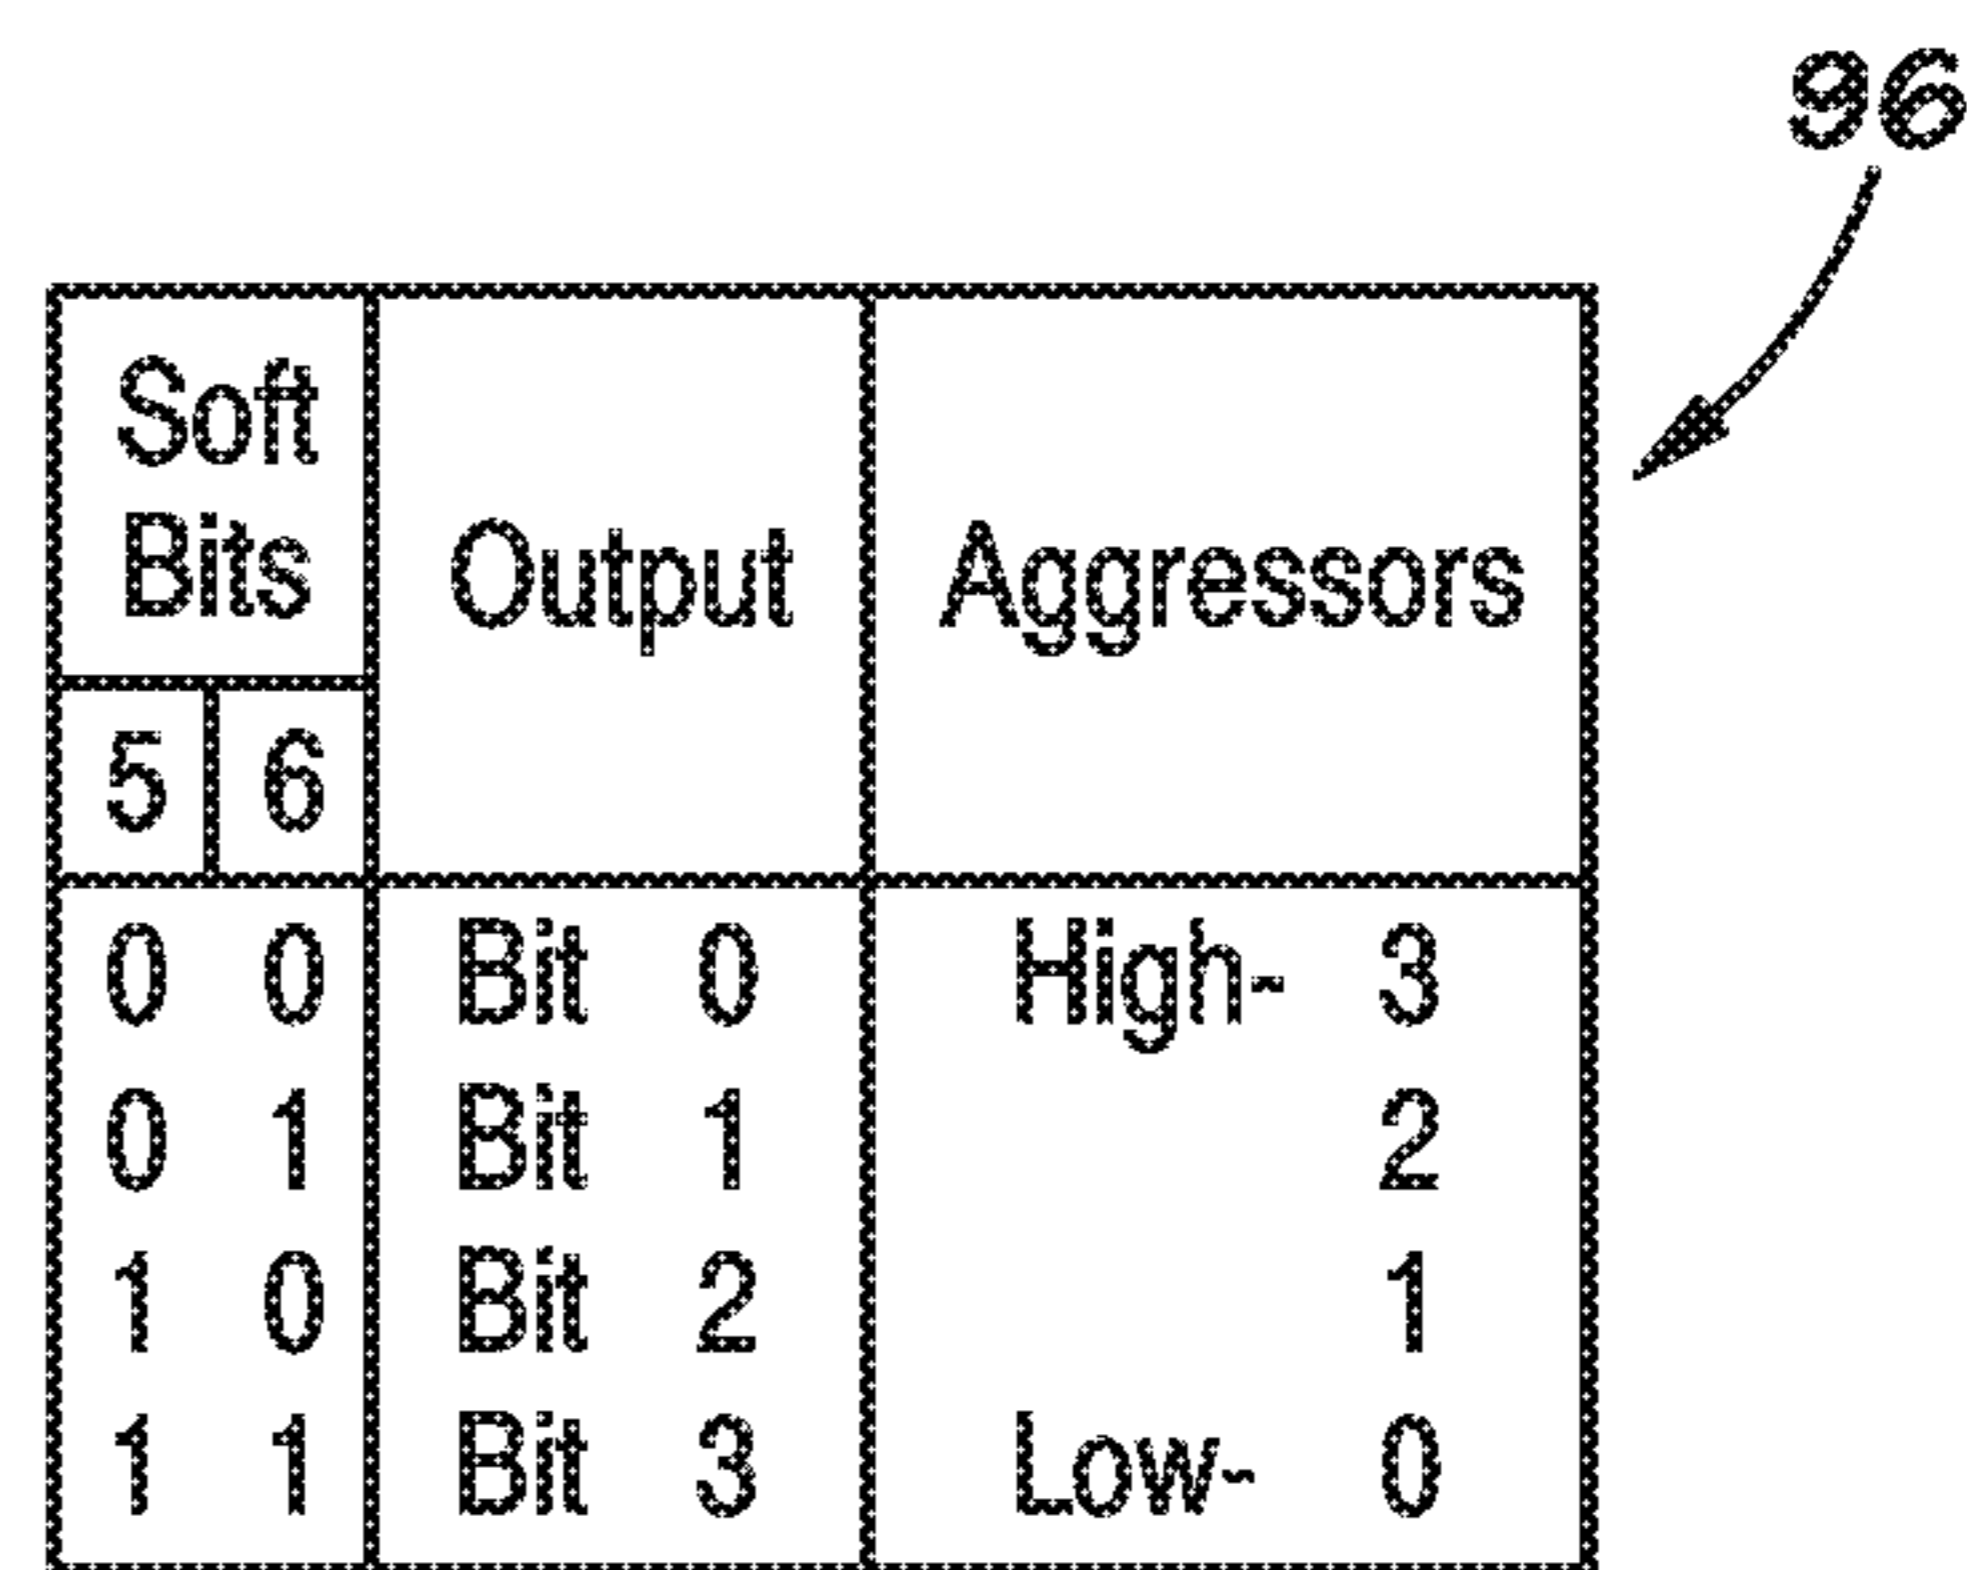 96
Soft
Bits
Output
Aggressors
5 6
0 0 Bit 0 High- 3
0 1 Bit 1 2
1 0 Bit 2 1
1 1 Bit 3 Low- 0